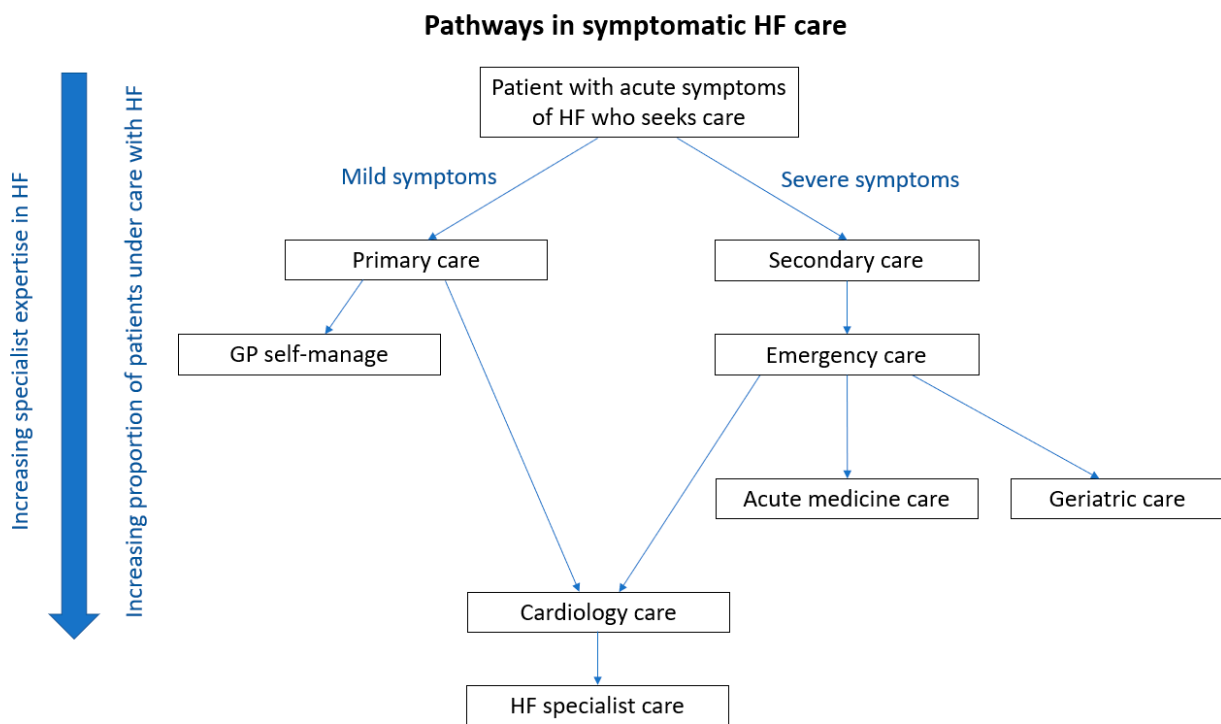 Pathways in symptomatic HF care
Patient with acute symptoms
of HF who seeks care
Mild symptoms
Severe symptoms
Primary care
Secondary care
GP self-manage
Emergency care
Acute medicine care
Geriatric care
Cardiology care
HF specialist care
Increasing specialist expertise in HF
Increasing proportion of patients under care with HF